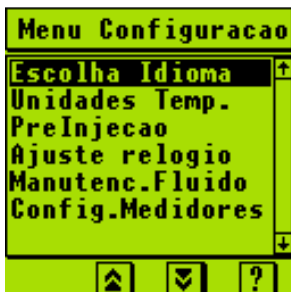 Menu Configuracao
Escolha Idioma
Unidades Temp.
PreInjecao
Ajuste relogio
Manutenc.Fluido
Config.Medidores
?